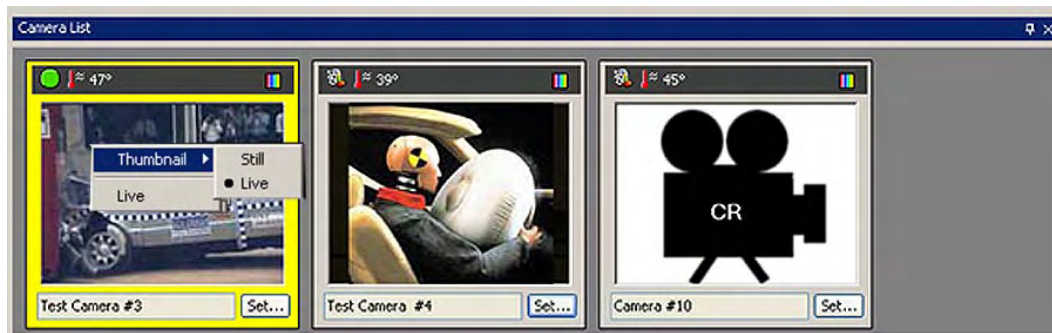 Camera List
≈ 47°
≈ 39°
≈ 45°
Thumbnail
Still
Live
Live
CR
Test Camera #3
Set...
Test Camera #4
Set...
Camera #10
Set...